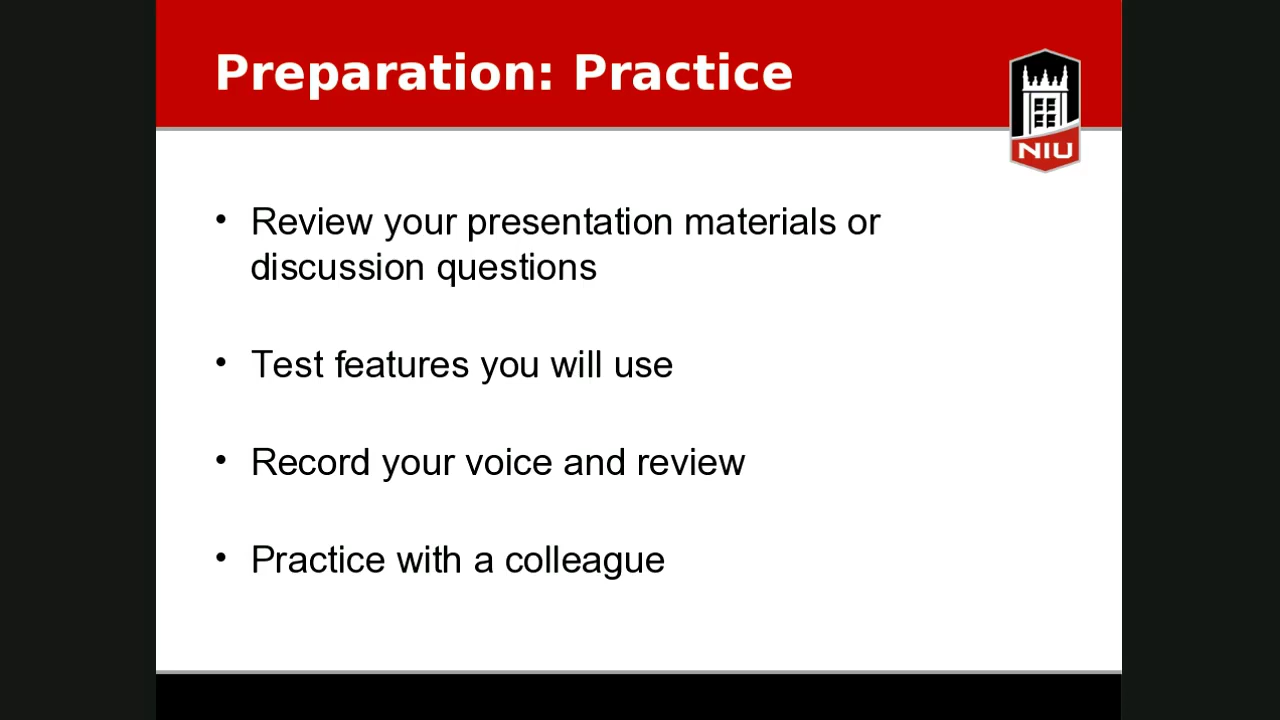 Preparation: Practice
NIU
• Review your presentation materials or
discussion questions
• Test features you will use
• Record your voice and review
• Practice with a colleague